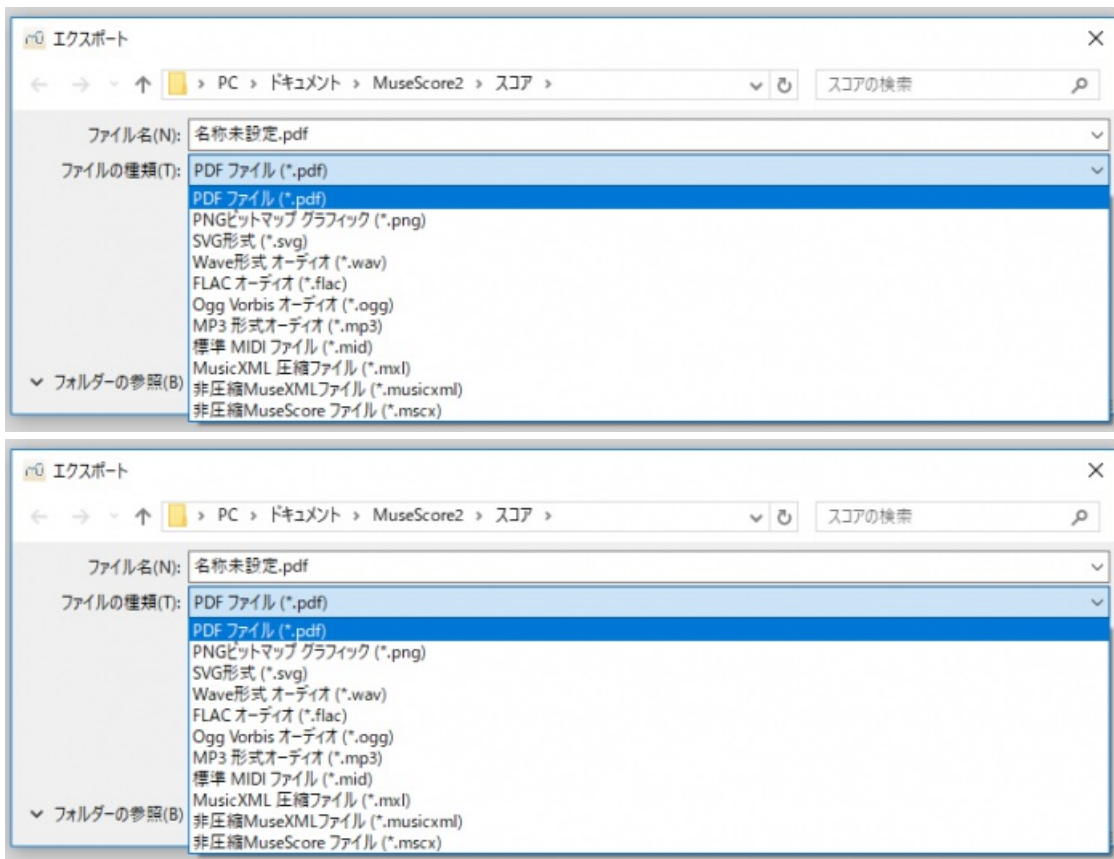 エクスポート
PC > ドキュメント > MuseScore2 > スコア >
スコアの検索
ファイル名(N): 名称未設定.pdf
ファイルの種類(T): PDF ファイル (*.pdf)
PDF ファイル (*.pdf)
PNGビットマップ グラフィック (*.png)
SVG形式 (*.svg)
Wave形式 オーディオ (*.wav)
FLAC オーディオ (*.flac)
Ogg Vorbis オーディオ (*.ogg)
MP3 形式オーディオ (*.mp3)
標準 MIDI ファイル (*.mid)
MusicXML 圧縮ファイル (*.mxl)
非圧縮MuseXMLファイル (*.musicxml)
非圧縮MuseScore ファイル (*.mscx)
フォルダーの参照(B)
エクスポート
PC > ドキュメント > MuseScore2 > スコア >
スコアの検索
ファイル名(N): 名称未設定.pdf
ファイルの種類(T): PDF ファイル (*.pdf)
PDF ファイル (*.pdf)
PNGビットマップ グラフィック (*.png)
SVG形式 (*.svg)
Wave形式 オーディオ (*.wav)
FLAC オーディオ (*.flac)
Ogg Vorbis オーディオ (*.ogg)
MP3 形式オーディオ (*.mp3)
標準 MIDI ファイル (*.mid)
MusicXML 圧縮ファイル (*.mxl)
非圧縮MuseXMLファイル (*.musicxml)
非圧縮MuseScore ファイル (*.mscx)
フォルダーの参照(B)